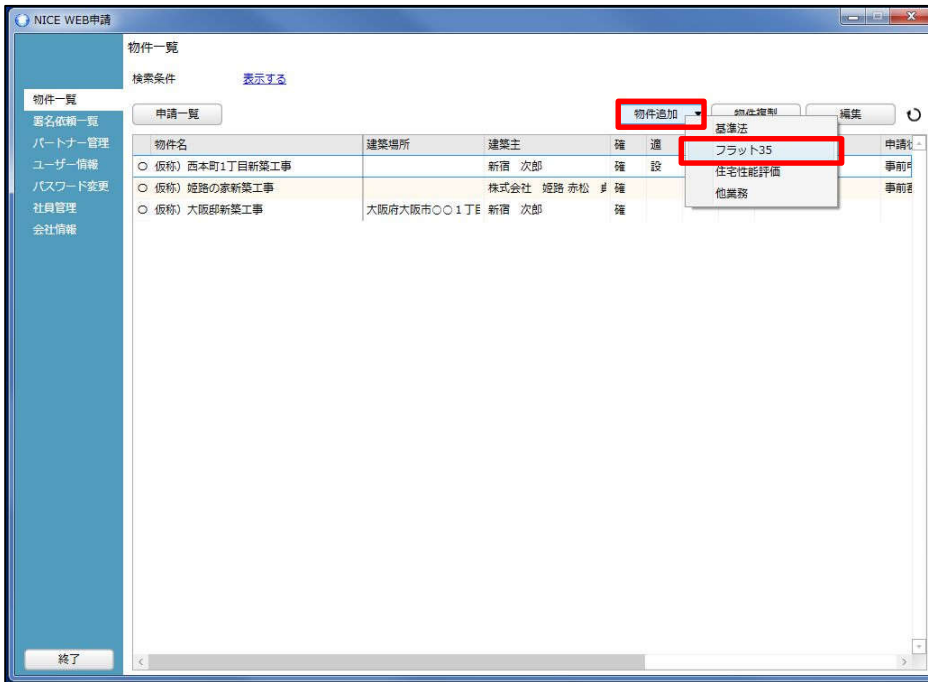 NICE WEB申請
物件一覧
検索条件 表示する
物件一覧
署名依頼一覧
パートナー管理
ユーザー情報
パスワード変更
社員管理
会社情報
終了
申請一覧 物件追加 物件複製 編集
基準法
フラット35
住宅性能評価
他業務
物件名 建築場所 建築主 確 適 申請
仮称）西本町1丁目新築工事 新宿 次郎 確 設 事前
仮称）姫路の家新築工事 株式会社 姫路 赤松 確 事前
仮称）大阪邸新築工事 大阪府大阪市〇〇1丁目 新宿 次郎 確